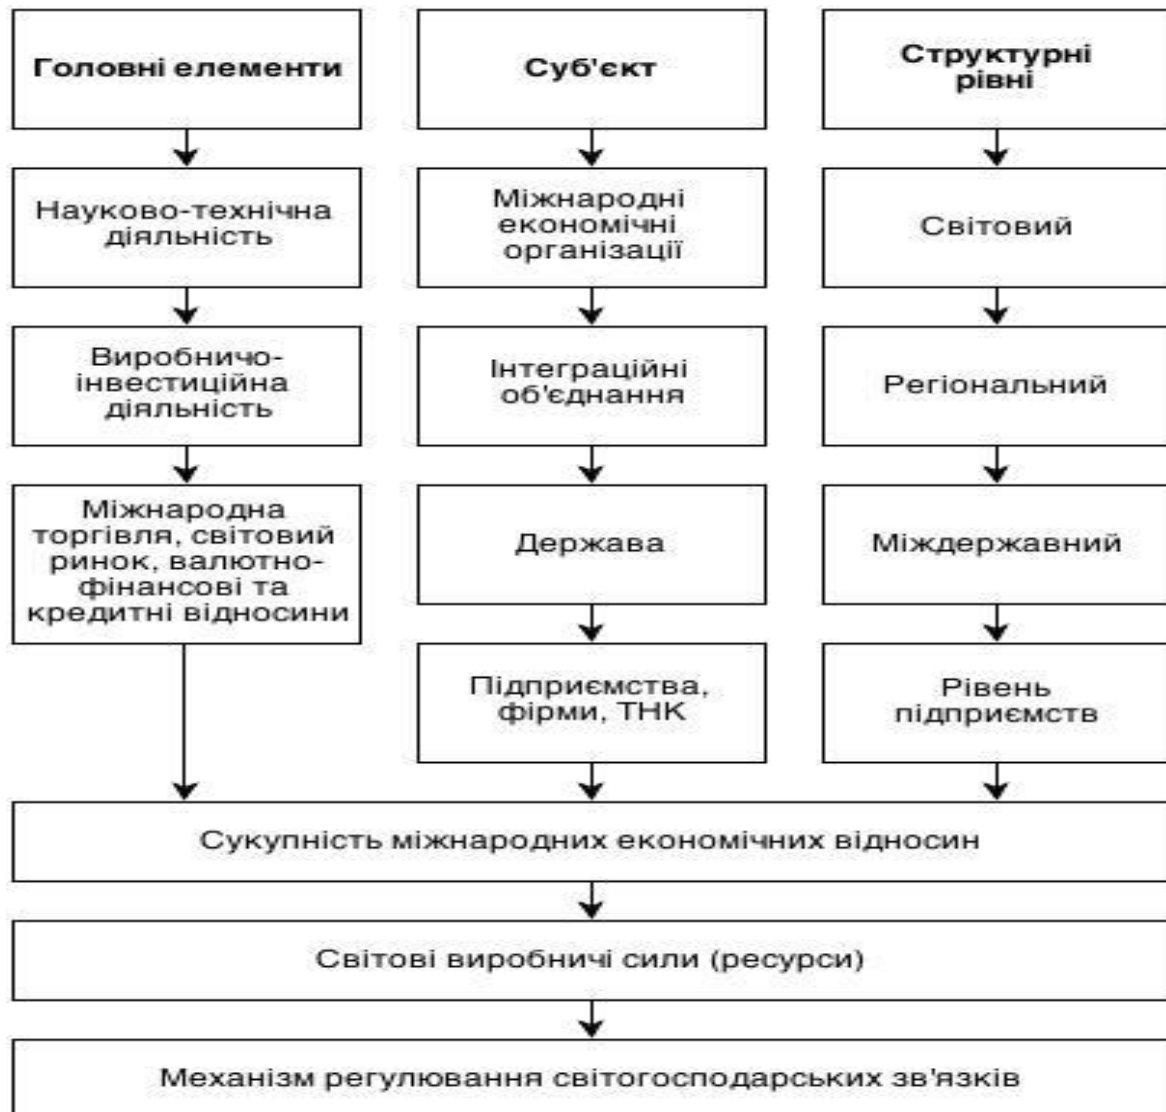 Головні елементи
Суб'єкт
Структурні
рівні
Науково-технічна
діяльність
Міжнародні
економічні
організації
Світовий
Виробничо-
інвестиційна
діяльність
Інтеграційні
об'єднання
Регіональний
Міжнародна
торгівля, світовий
ринок, валютно-
фінансові та
кредитні відносини
Держава
Міждержавний
Підприємства,
фірми, ТНК
Рівень
підприємств
Сукупність міжнародних економічних відносин
Світові виробничі сили (ресурси)
Механізм регулювання світогосподарських зв'язків